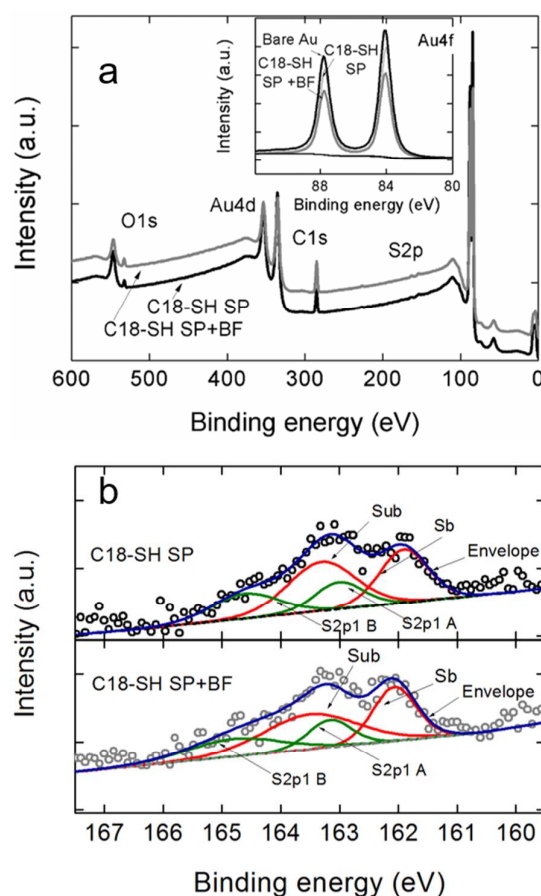 a
Intensity (a.u.)
Binding energy (eV)
600 500 400 300 200 100 0
O1s
Au4d
C1s
S2p
C18-SH SP
C18-SH SP+BF
Intensity (a.u.)
Bare Au
C18-SH
SP +BF
C18-SH
SP
Au4f
88 84 80
Binding energy (eV)
b
Intensity (a.u.)
C18-SH SP
Sub
Sb
Envelope
S2p1 B
S2p1 A
C18-SH SP+BF
Sub
Sb
Envelope
S2p1 B
S2p1 A
167 166 165 164 163 162 161 160
Binding energy (eV)